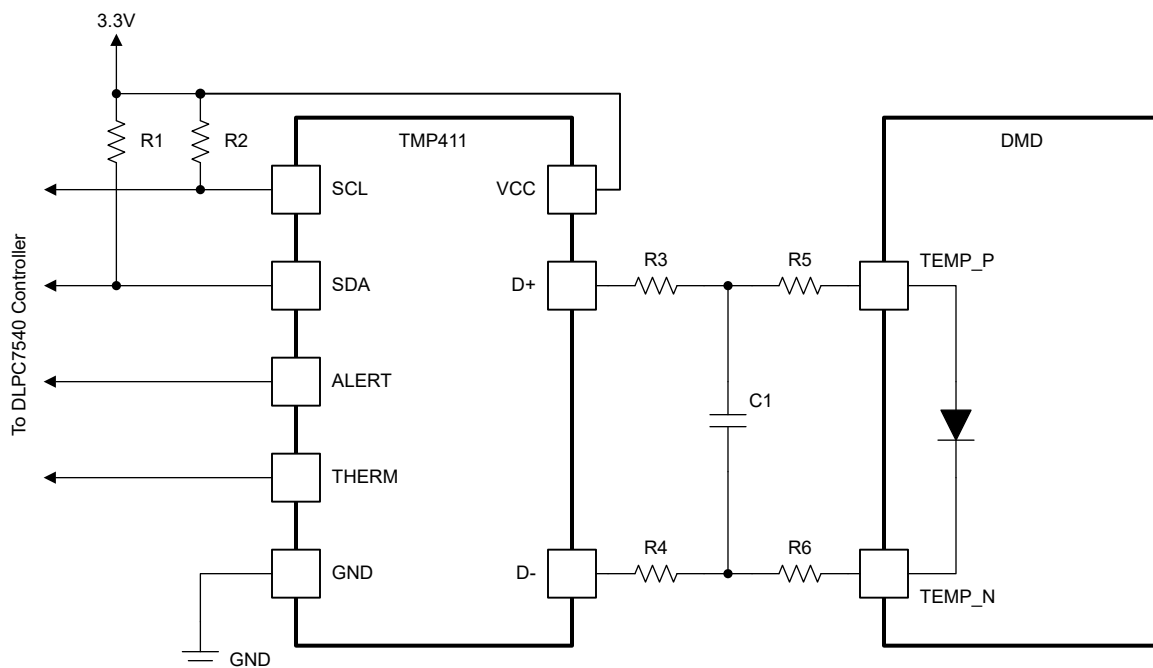 3.3V
R1
R2
TMP411
DMD
SCL
VCC
SDA
D+
R3
R5
TEMP_P
ALERT
C1
THERM
GND
D-
R4
R6
TEMP_N
GND
To DLPC7540 Controller